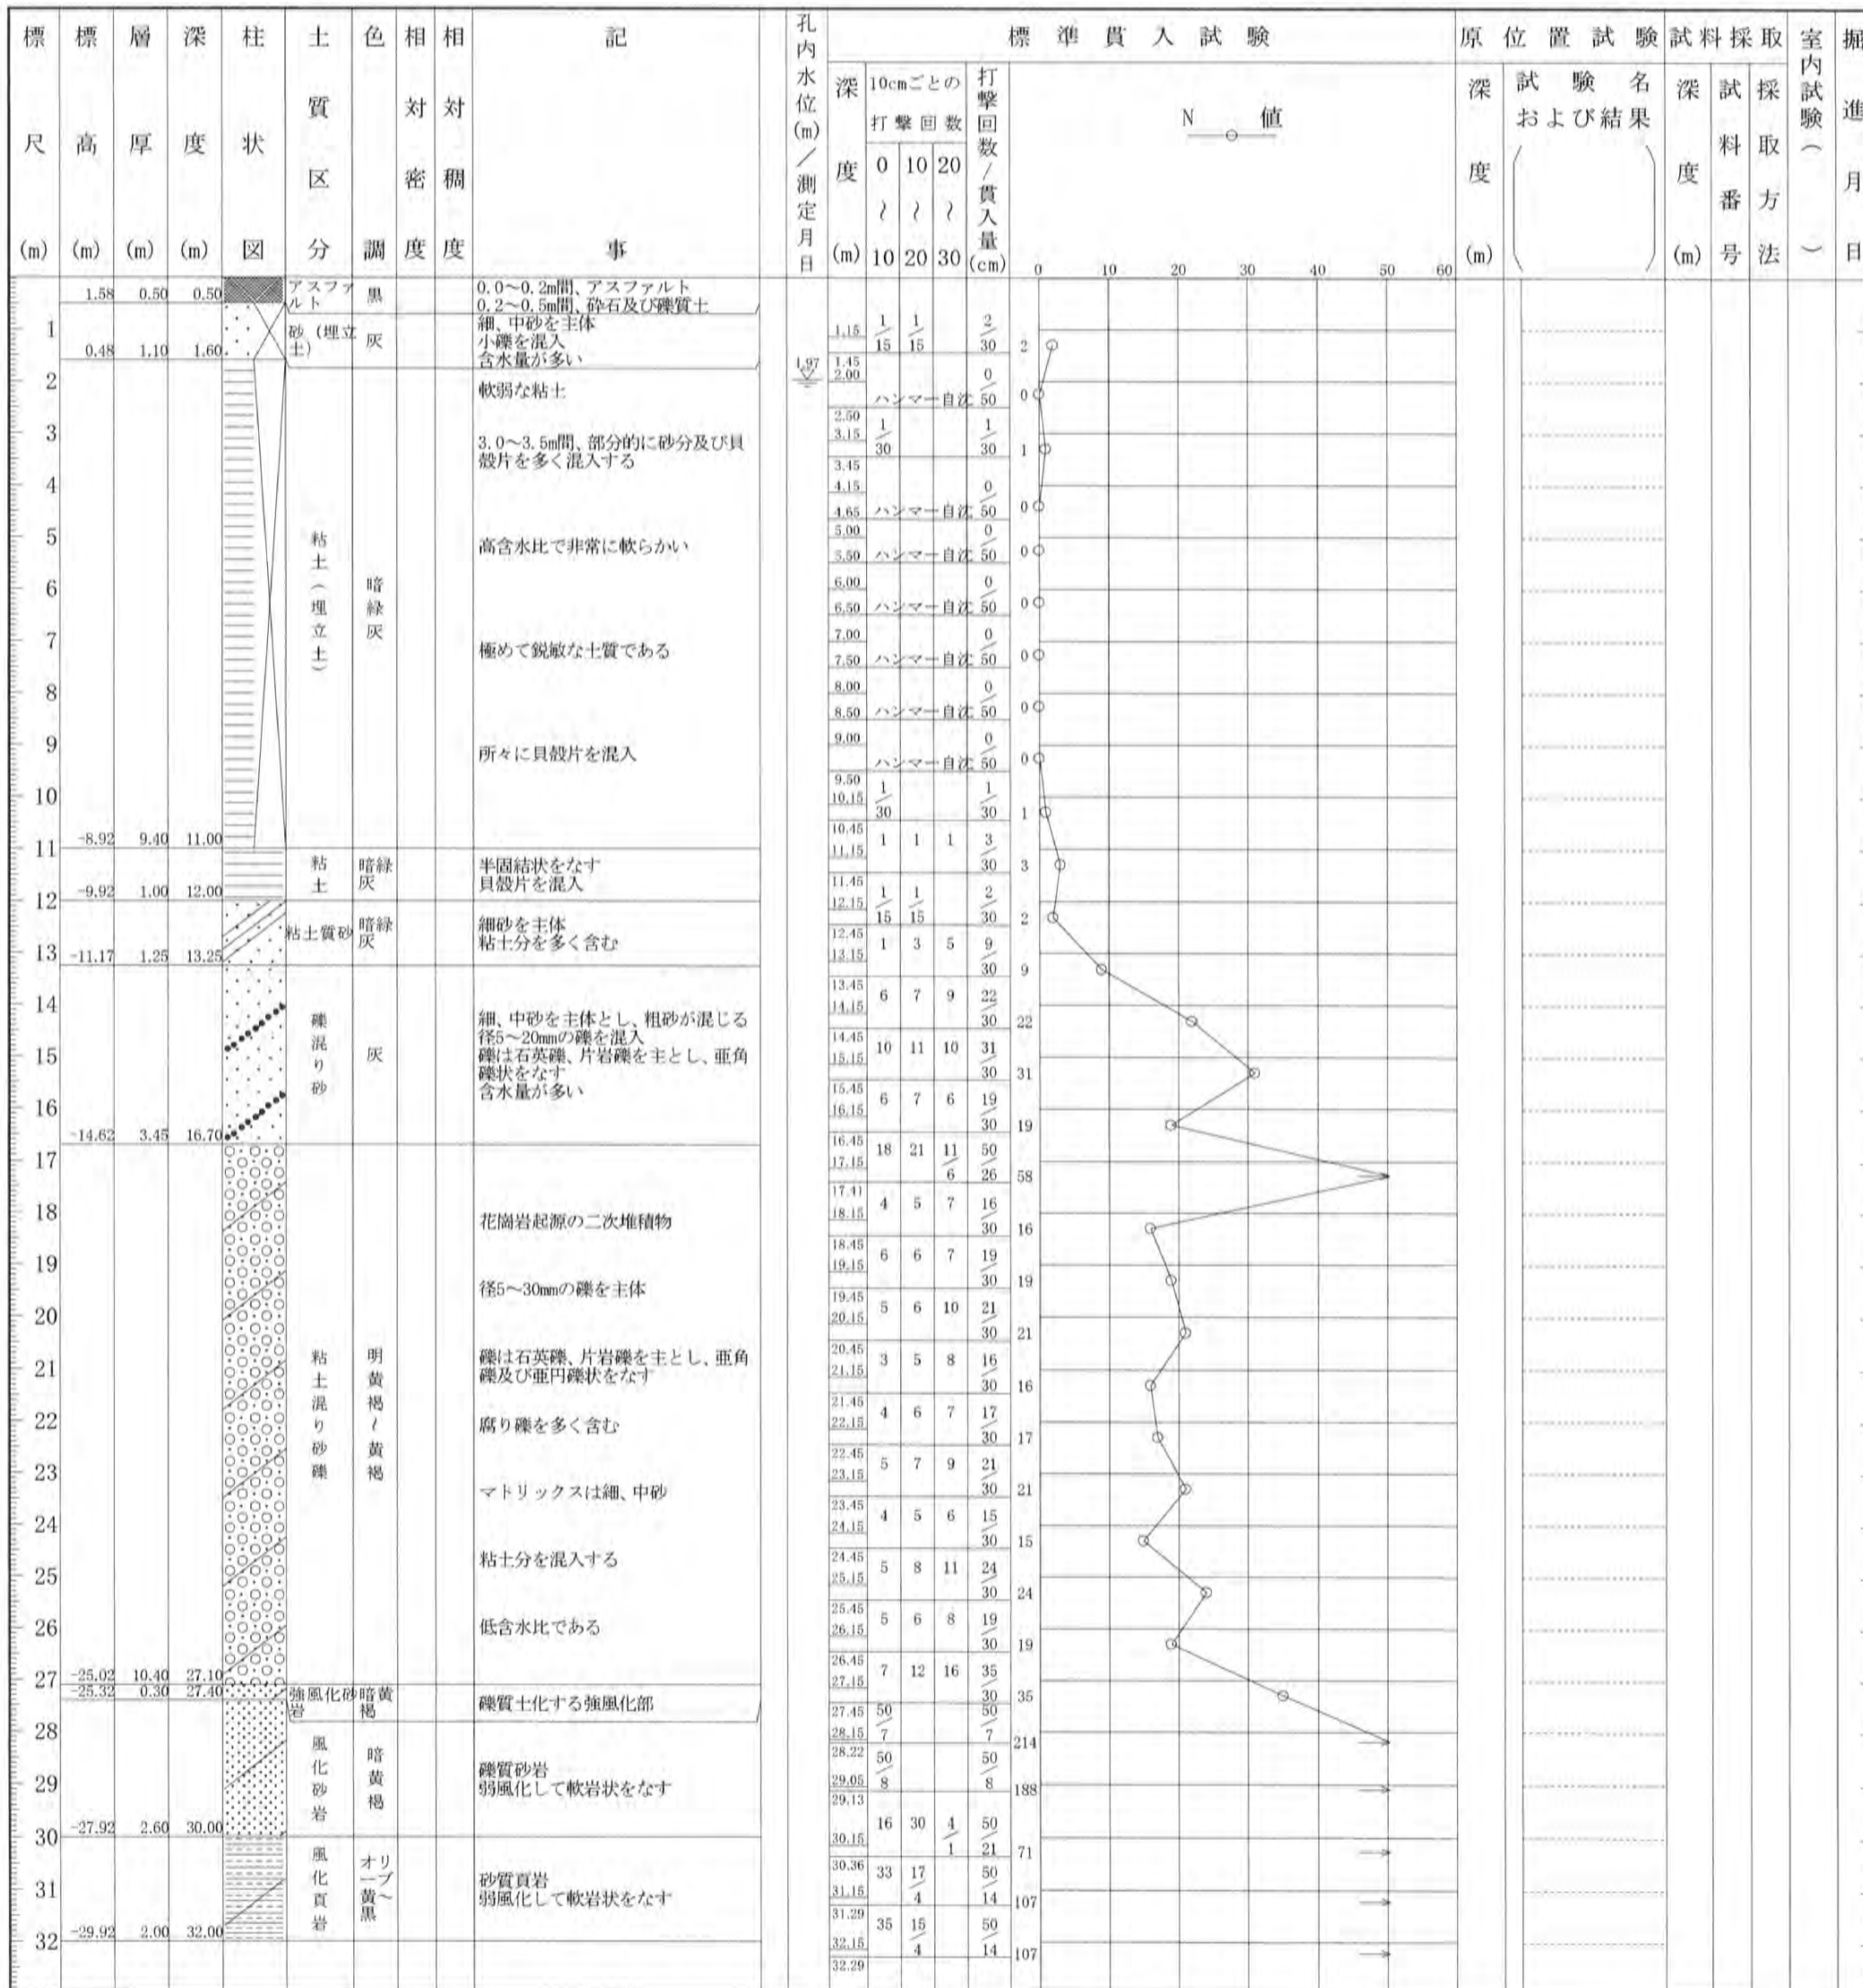 標尺(m) 標高(m) 層厚(m) 深度(m) 柱状図 土質区分 色調 相対密度 相対稠度 記事 孔内水位(m)／測定月日 標準貫入試験 原位置試験 試料採取 室内試験（　） 掘進月日
深度(m) 10cmごとの打撃回数 打撃回数/貫入量(cm) N値 深度(m) 試験名および結果 深度(m) 試料番号 採取方法
0～10 10～20 20～30
0 10 20 30 40 50 60
1.58 0.50 0.50 アスファルト 黒
0.0～0.2m間、アスファルト
0.2～0.5m間、砕石及び礫質土
0.48 1.10 1.60 砂（埋立土） 灰
細、中砂を主体
小礫を混入
含水量が多い
1.97
-8.92 9.40 11.00 粘土（埋立土） 暗緑灰
軟弱な粘土
3.0～3.5m間、部分的に砂分及び貝
殻片を多く混入する
高含水比で非常に軟らかい
極めて鋭敏な土質である
所々に貝殻片を混入
-9.92 1.00 12.00 粘土 暗緑灰
半固結状をなす
貝殻片を混入
-11.17 1.25 13.25 粘土質砂 暗緑灰
細砂を主体
粘土分を多く含む
-14.62 3.45 16.70 礫混り砂 灰
細、中砂を主体とし、粗砂が混じる
径5～20mmの礫を混入
礫は石英礫、片岩礫を主とし、亜角
礫状をなす
含水量が多い
-25.02 10.40 27.10 粘土混り砂礫 明黄褐～黄褐
花崗岩起源の二次堆積物
径5～30mmの礫を主体
礫は石英礫、片岩礫を主とし、亜角
礫及び亜円礫状をなす
腐り礫を多く含む
マトリックスは細、中砂
粘土分を混入する
低含水比である
-25.32 0.30 27.40 強風化砂岩 暗黄褐
礫質土化する強風化部
-27.92 2.60 30.00 風化砂岩 暗黄褐
礫質砂岩
弱風化して軟岩状をなす
-29.92 2.00 32.00 風化頁岩 オリーブ黄～黒
砂質頁岩
弱風化して軟岩状をなす
1 2 3 4 5 6 7 8 9 10 11 12 13 14 15 16 17 18 19 20 21 22 23 24 25 26 27 28 29 30 31 32
1.15 1.45 1/15 1/15 2/30 2
2.00 2.50 ハンマー自沈 0/50 0
3.15 3.45 1/30 1/30 1
4.15 4.65 ハンマー自沈 0/50 0
5.00 5.50 ハンマー自沈 0/50 0
6.00 6.50 ハンマー自沈 0/50 0
7.00 7.50 ハンマー自沈 0/50 0
8.00 8.50 ハンマー自沈 0/50 0
9.00 9.50 ハンマー自沈 0/50 0
10.15 10.45 1/30 1/30 1
11.15 11.45 1 1 1 3/30 3
12.15 12.45 1/15 1/15 2/30 2
13.15 13.45 1 3 5 9/30 9
14.15 14.45 6 7 9 22/30 22
15.15 15.45 10 11 10 31/30 31
16.15 16.45 6 7 6 19/30 19
17.15 17.41 18 21 11/6 50/26 58
18.15 18.45 4 5 7 16/30 16
19.15 19.45 6 6 7 19/30 19
20.15 20.45 5 6 10 21/30 21
21.15 21.45 3 5 8 16/30 16
22.15 22.45 4 6 7 17/30 17
23.15 23.45 5 7 9 21/30 21
24.15 24.45 4 5 6 15/30 15
25.15 25.45 5 8 11 24/30 24
26.15 26.45 5 6 8 19/30 19
27.15 27.45 7 12 16 35/30 35
28.15 28.22 50/7 50/7 214
29.05 29.13 50/8 50/8 188
30.15 30.36 16 30 4/1 50/21 71
31.15 31.29 33 17/4 50/14 107
32.15 32.29 35 15/4 50/14 107